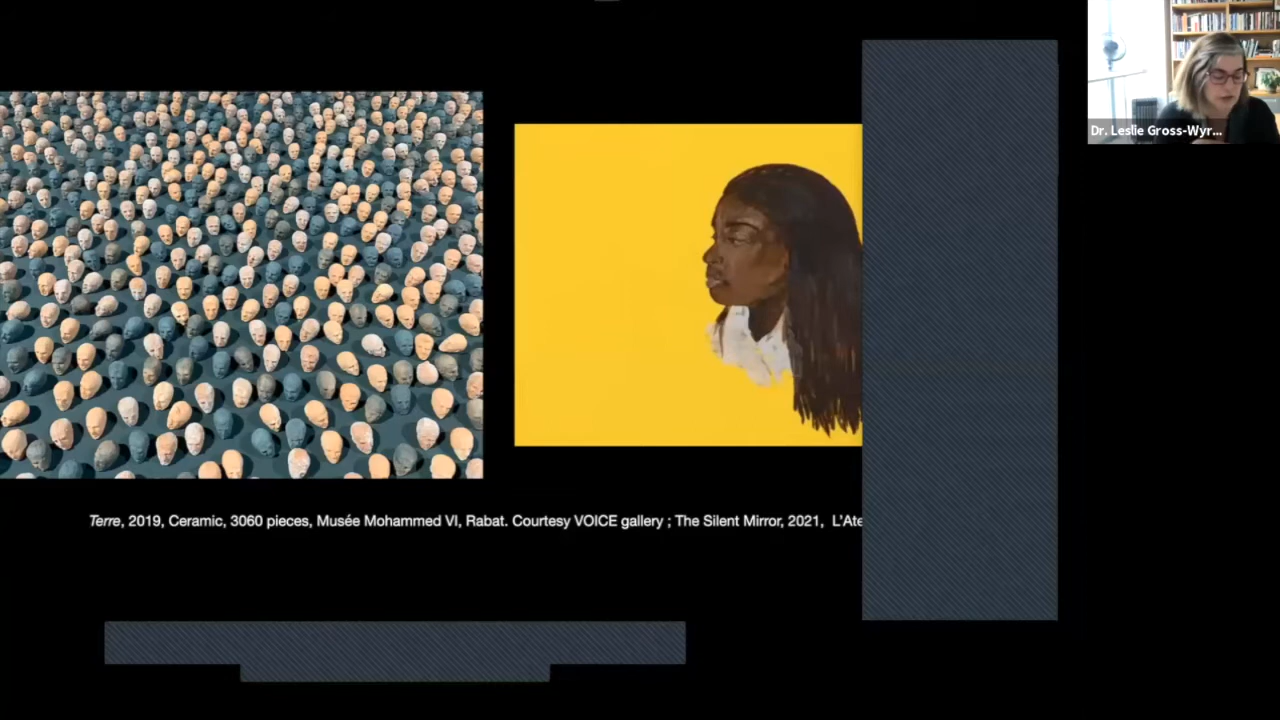 Dr. Leslie Gross-Wyr...
Terre, 2019, Ceramic, 3060 pieces, Musée Mohammed VI, Rabat. Courtesy VOICE gallery ; The Silent Mirror, 2021, L'Ate